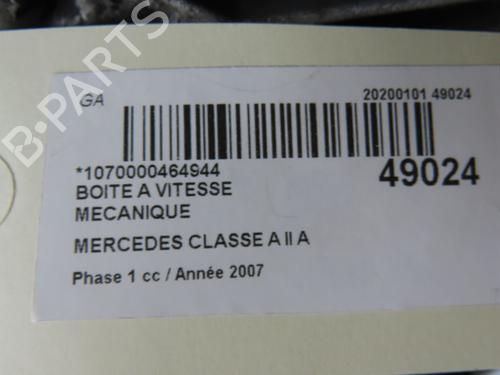 GA
20200101 49024
*1070000464944
49024
BOITE A VITESSE
MECANIQUE
MERCEDES CLASSE A II A
Phase 1 cc / Année 2007
B-PARTS